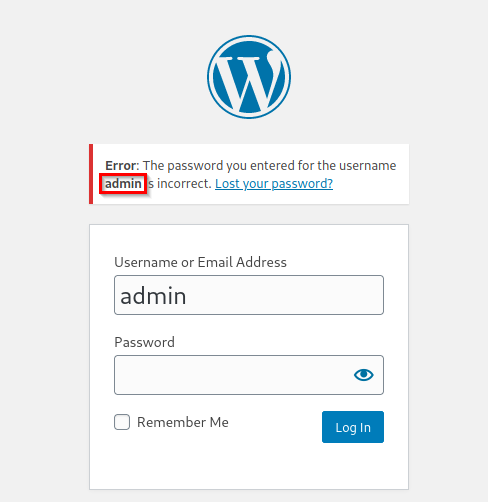 Error: The password you entered for the username
admin is incorrect. Lost your password?
Username or Email Address
admin
Password
Remember Me
Log In